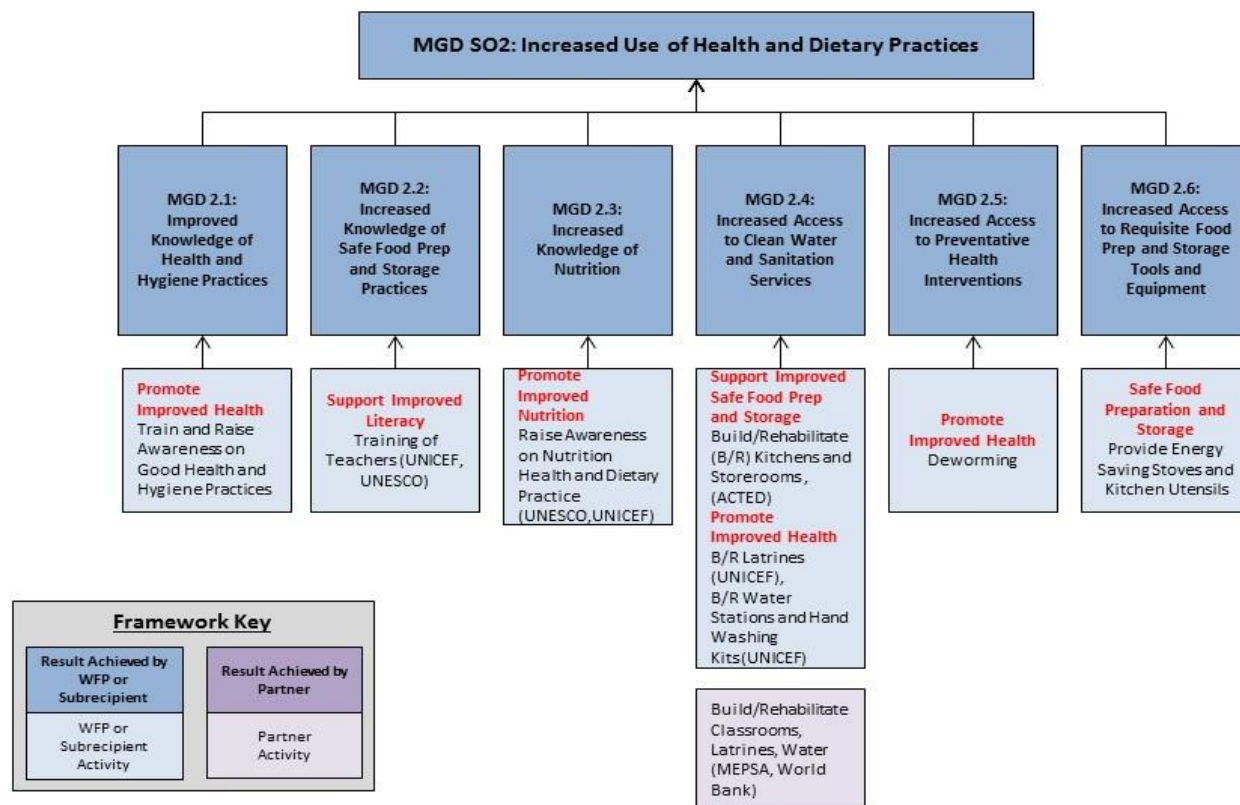 MGD SO2: Increased Use of Health and Dietary Practices
MGD 2.1:
Improved
Knowledge of
Health and
Hygiene Practices
MGD 2.2:
Increased
Knowledge of
Safe Food Prep
and Storage
Practices
MGD 2.3:
Increased
Knowledge of
Nutrition
MGD 2.4:
Increased Access
to Clean Water
and Sanitation
Services
MGD 2.5:
Increased Access
to Preventative
Health
Interventions
MGD 2.6:
Increased Access
to Requisite Food
Prep and Storage
Tools and
Equipment
Promote
Improved Health
Train and Raise
Awareness on
Good Health and
Hygiene Practices
Support Improved
Literacy
Training of
Teachers (UNICEF,
UNESCO)
Promote
Improved
Nutrition
Raise Awareness
on Nutrition
Health and Dietary
Practice
(UNESCO,UNICEF)
Support Improved
Safe Food Prep
and Storage
Build/Rehabilitate
(B/R) Kitchens and
Storerooms,
(ACTED)
Promote
Improved Health
B/R Latrines
(UNICEF),
B/R Water
Stations and Hand
Washing
Kits(UNICEF)
Promote
Improved Health
Deworming
Safe Food
Preparation and
Storage
Provide Energy
Saving Stoves and
Kitchen Utensils
Build/Rehabilitate
Classrooms,
Latrines, Water
(MEPSA, World
Bank)
Framework Key
Result Achieved by
WFP or
Subrecipient
WFP or
Subrecipient
Activity
Result Achieved by
Partner
Partner
Activity